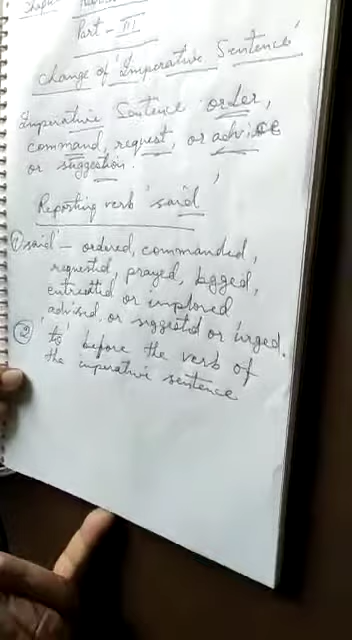 Part - III
Change of 'Imperative Sentence'
Imperative Sentence order,
command, request, or advice
or suggestion.
Reporting verb 'said
① 'said' - ordered, commanded,
requested, prayed, begged,
entreated or implored
advised, or suggestd or urged.
② 'to' before the verb of
the imperative sentence